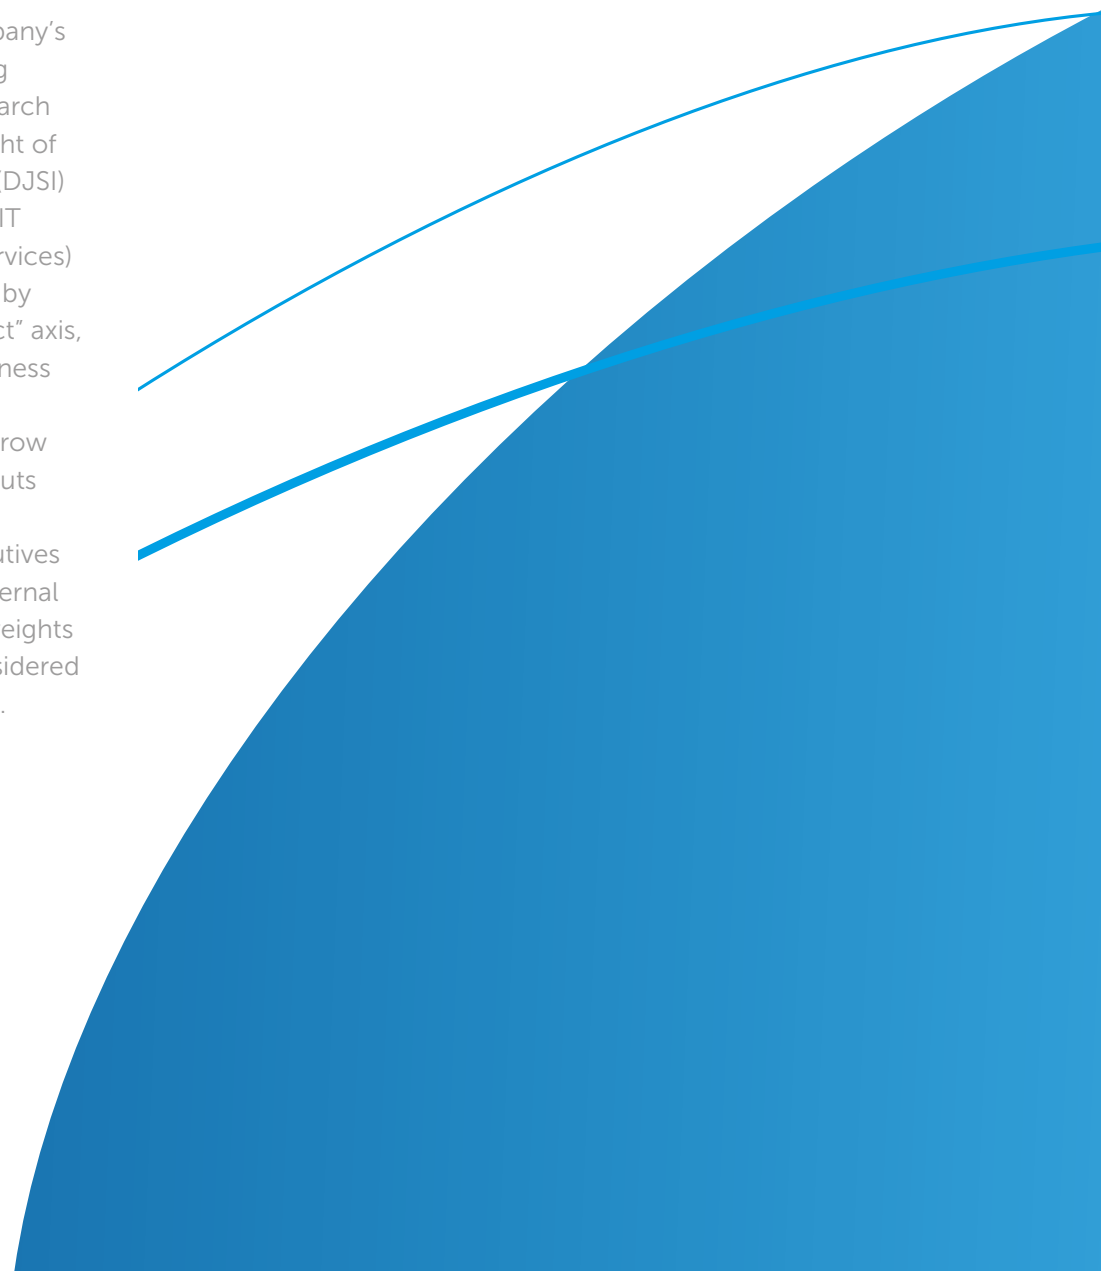 pany’s
g
arch
ht of
(DJSI)
IT
rvices)
by
ct” axis,
ness
row
uts
utives
ernal
eights
sidered
.